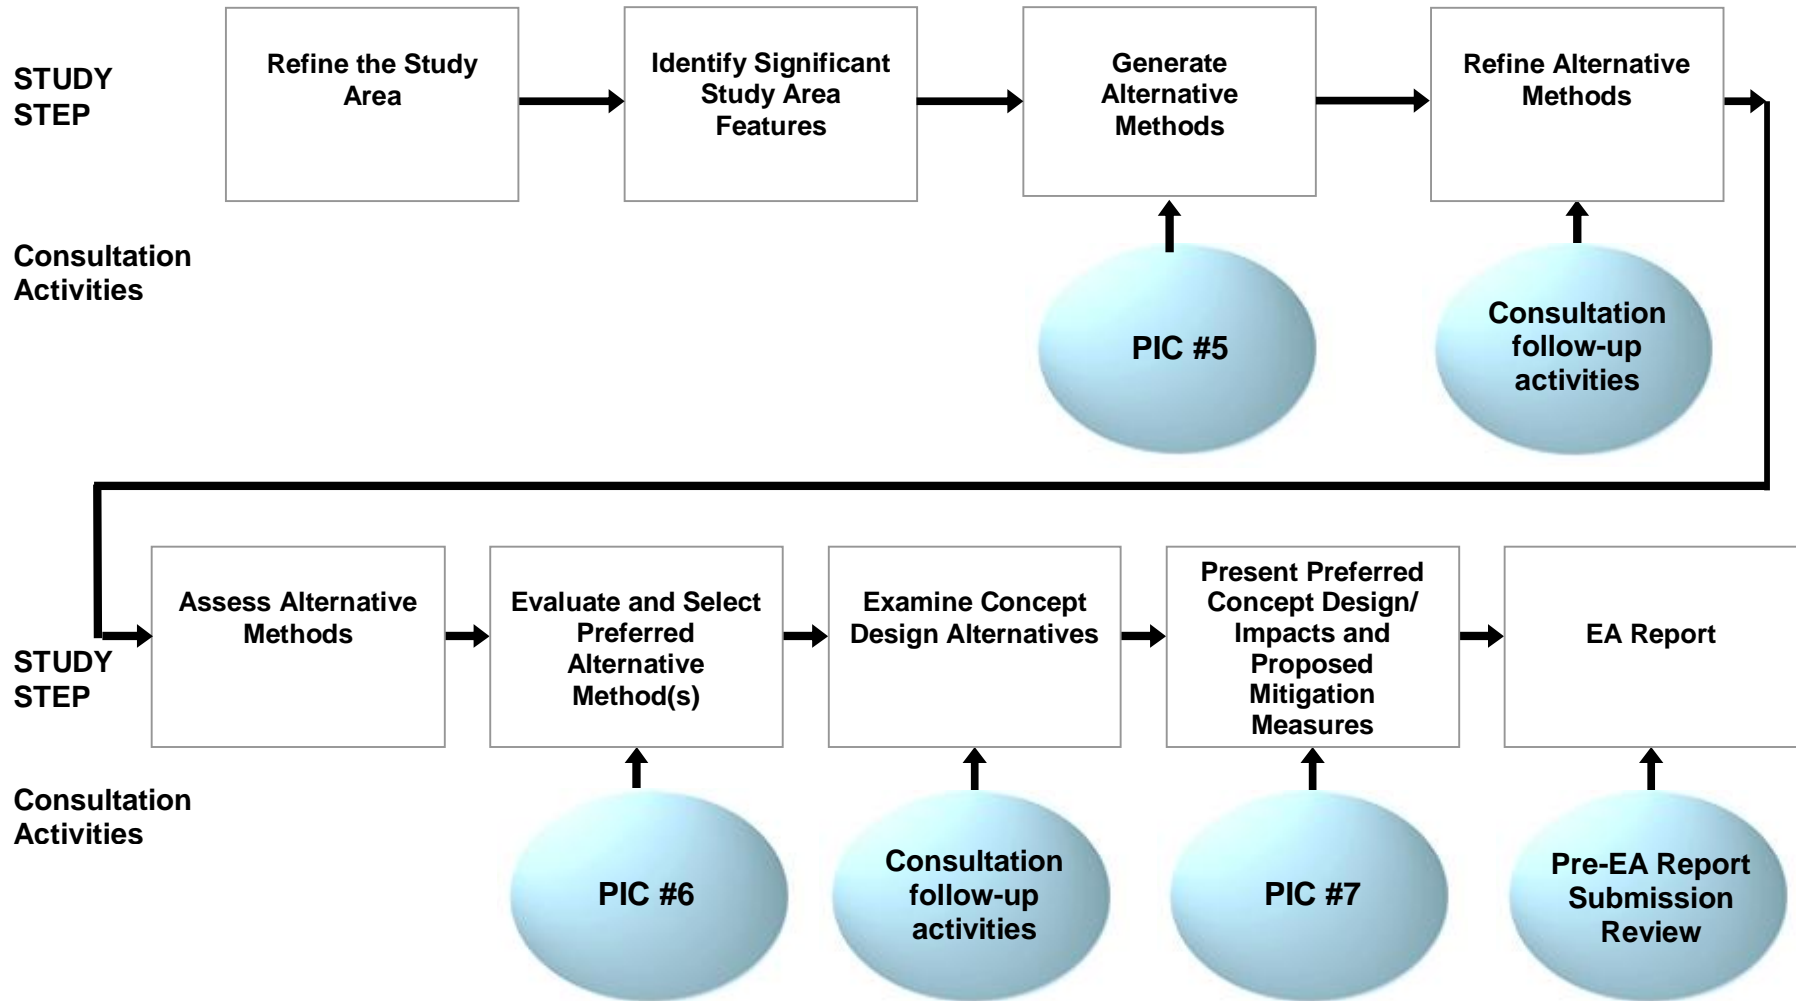 STUDY
STEP
Refine the Study
Area
Identify Significant
Study Area
Features
Generate
Alternative
Methods
Refine Alternative
Methods
Consultation
Activities
PIC #5
Consultation
follow-up
activities
STUDY
STEP
Assess Alternative
Methods
Evaluate and Select
Preferred
Alternative
Method(s)
Examine Concept
Design Alternatives
Present Preferred
Concept Design/
Impacts and
Proposed
Mitigation
Measures
EA Report
Consultation
Activities
PIC #6
Consultation
follow-up
activities
PIC #7
Pre-EA Report
Submission
Review